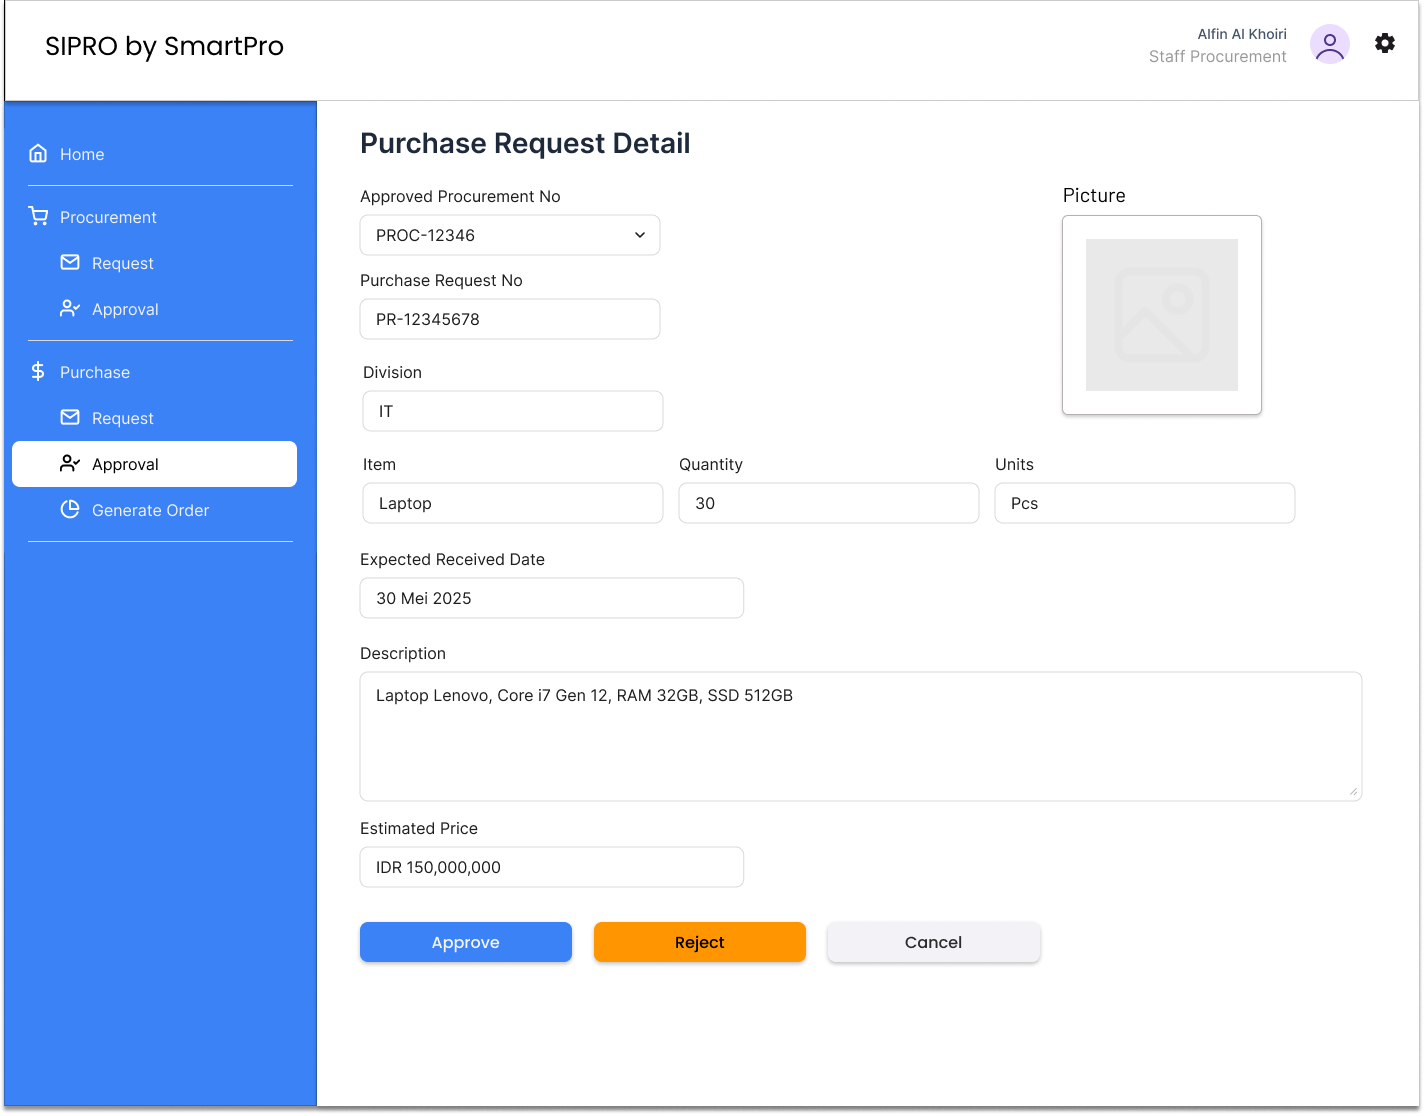 SIPRO by SmartPro
Alfin Al Khoiri
Staff Procurement
Home
Procurement
Request
Approval
Purchase
Request
Approval
Generate Order
Purchase Request Detail
Approved Procurement No
PROC-12346
Picture
Purchase Request No
PR-12345678
Division
IT
Item
Quantity
Units
Laptop
30
Pcs
Expected Received Date
30 Mei 2025
Description
Laptop Lenovo, Core i7 Gen 12, RAM 32GB, SSD 512GB
Estimated Price
IDR 150,000,000
Approve
Reject
Cancel